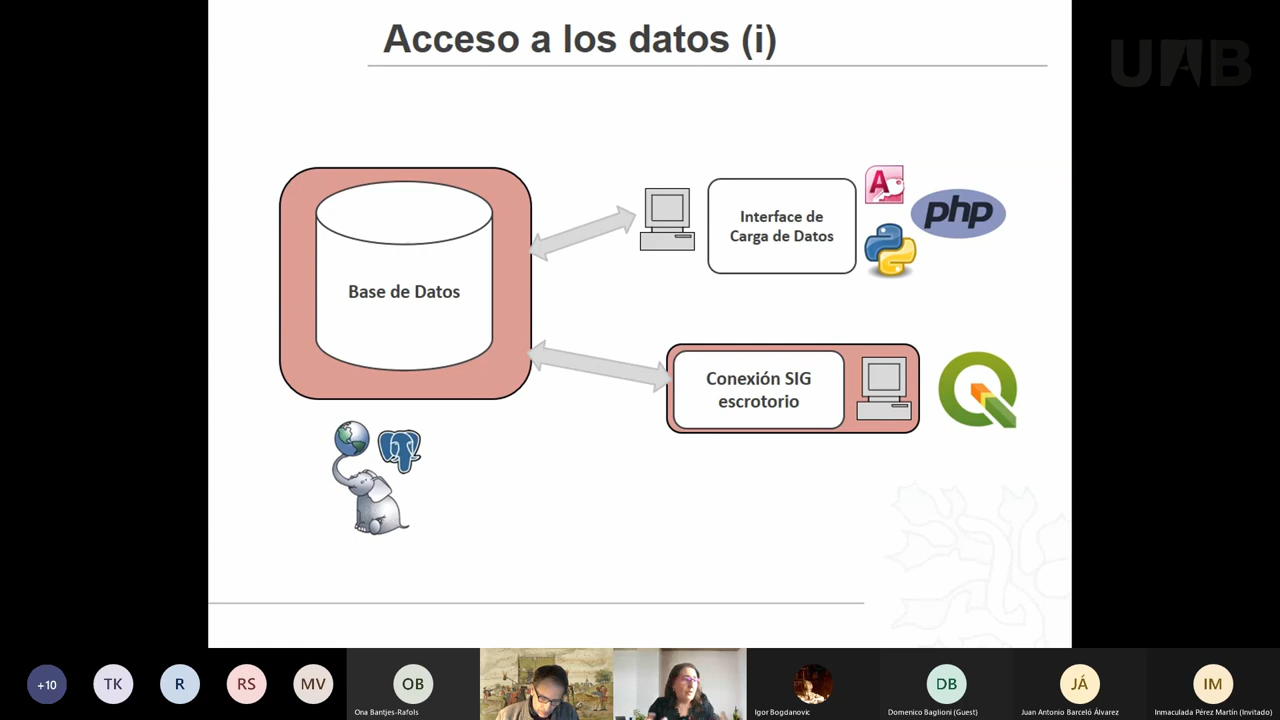 Acceso a los datos (i)
UAB
Base de Datos
Interface de
Carga de Datos
A
php
Conexión SIG
escrotorio
+10
TK
R
RS
MV
OB
Ona Bantjes-Rafols
Igor Bogdanovic
DB
Domenico Baglioni (Guest)
JÁ
Juan Antonio Barceló Álvarez
IM
Inmaculada Pérez Martín (Invitado)